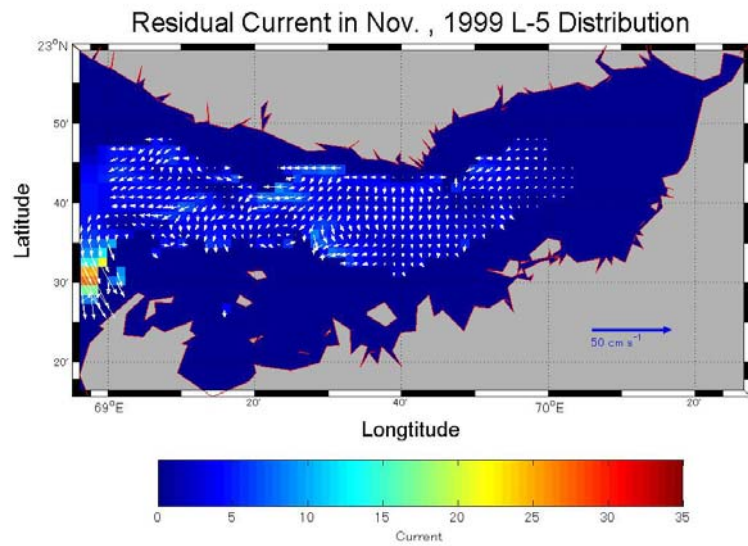 Residual Current in Nov. , 1999 L-5 Distribution
23°N
50'
40'
30'
20'
Latitude
50 cm s⁻¹
69°E
20'
40'
70°E
20'
Longtitude
0 5 10 15 20 25 30 35
Current